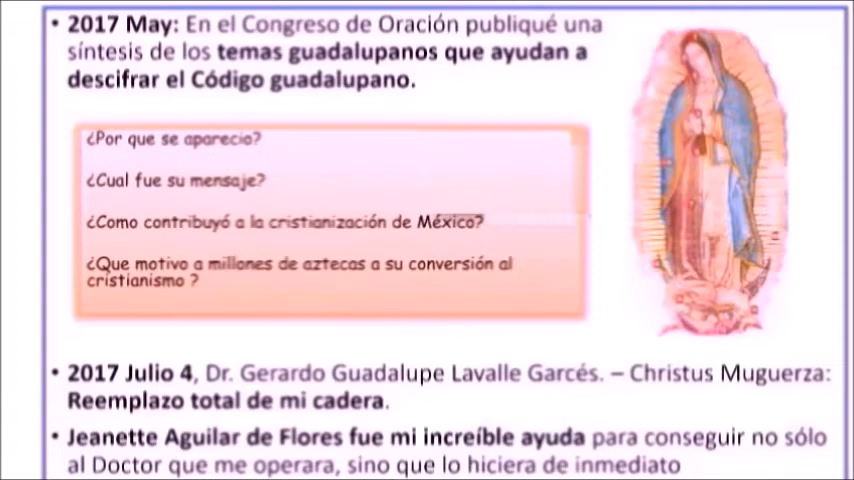 • 2017 May: En el Congreso de Oración publiqué una
síntesis de los temas guadalupanos que ayudan a
descifrar el Código guadalupano.
¿Por que se aparecio?
¿Cual fue su mensaje?
¿Como contribuyó a la cristianización de México?
¿Que motivo a millones de aztecas a su conversión al
cristianismo ?
• 2017 Julio 4, Dr. Gerardo Guadalupe Lavalle Garcés. – Christus Muguerza:
Reemplazo total de mi cadera.
• Jeanette Aguilar de Flores fue mi increíble ayuda para conseguir no sólo
al Doctor que me operara, sino que lo hiciera de inmediato